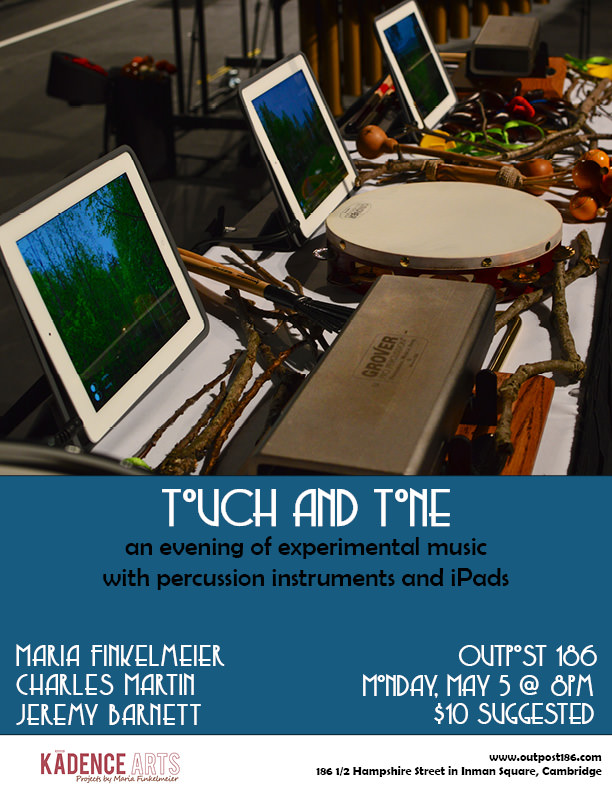 GROVER
TOUCH AND TONE
an evening of experimental music
with percussion instruments and iPads
MARIA FINKELMEIER
CHARLES MARTIN
JEREMY BARNETT
OUTPOST 186
MONDAY, MAY 5 @ 8PM
$10 SUGGESTED
KADENCE ARTS
Projects by Maria Finkelmeier
www.outpost186.com
186 1/2 Hampshire Street in Inman Square, Cambridge